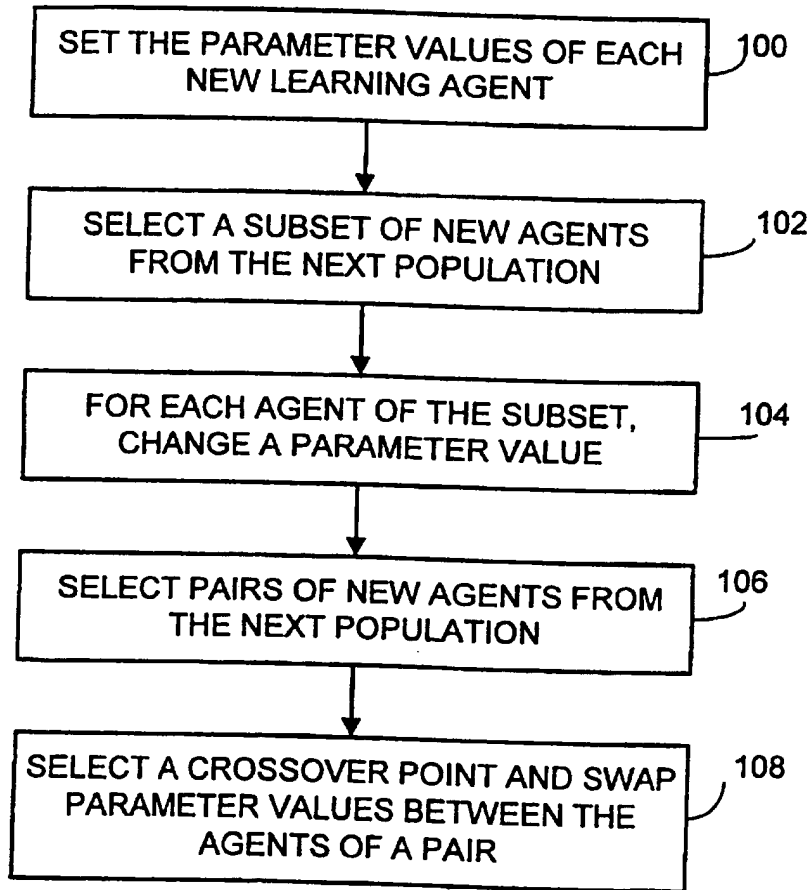 SET THE PARAMETER VALUES OF EACH
NEW LEARNING AGENT
100
SELECT A SUBSET OF NEW AGENTS
FROM THE NEXT POPULATION
102
FOR EACH AGENT OF THE SUBSET,
CHANGE A PARAMETER VALUE
104
SELECT PAIRS OF NEW AGENTS FROM
THE NEXT POPULATION
106
SELECT A CROSSOVER POINT AND SWAP
PARAMETER VALUES BETWEEN THE
AGENTS OF A PAIR
108